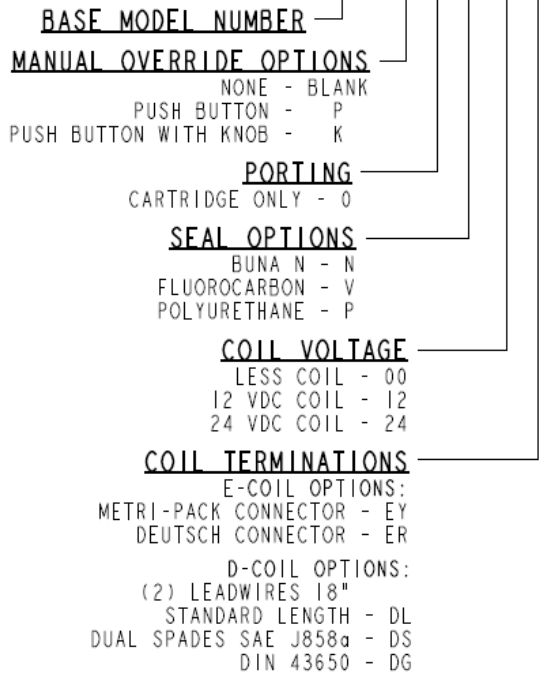 BASE MODEL NUMBER
MANUAL OVERRIDE OPTIONS
NONE - BLANK
PUSH BUTTON - P
PUSH BUTTON WITH KNOB - K
PORTING
CARTRIDGE ONLY - 0
SEAL OPTIONS
BUNA N - N
FLUOROCARBON - V
POLYURETHANE - P
COIL VOLTAGE
LESS COIL - 00
12 VDC COIL - 12
24 VDC COIL - 24
COIL TERMINATIONS
E-COIL OPTIONS:
METRI-PACK CONNECTOR - EY
DEUTSCH CONNECTOR - ER
D-COIL OPTIONS:
(2) LEADWIRES 18"
STANDARD LENGTH - DL
DUAL SPADES SAE J858a - DS
DIN 43650 - DG